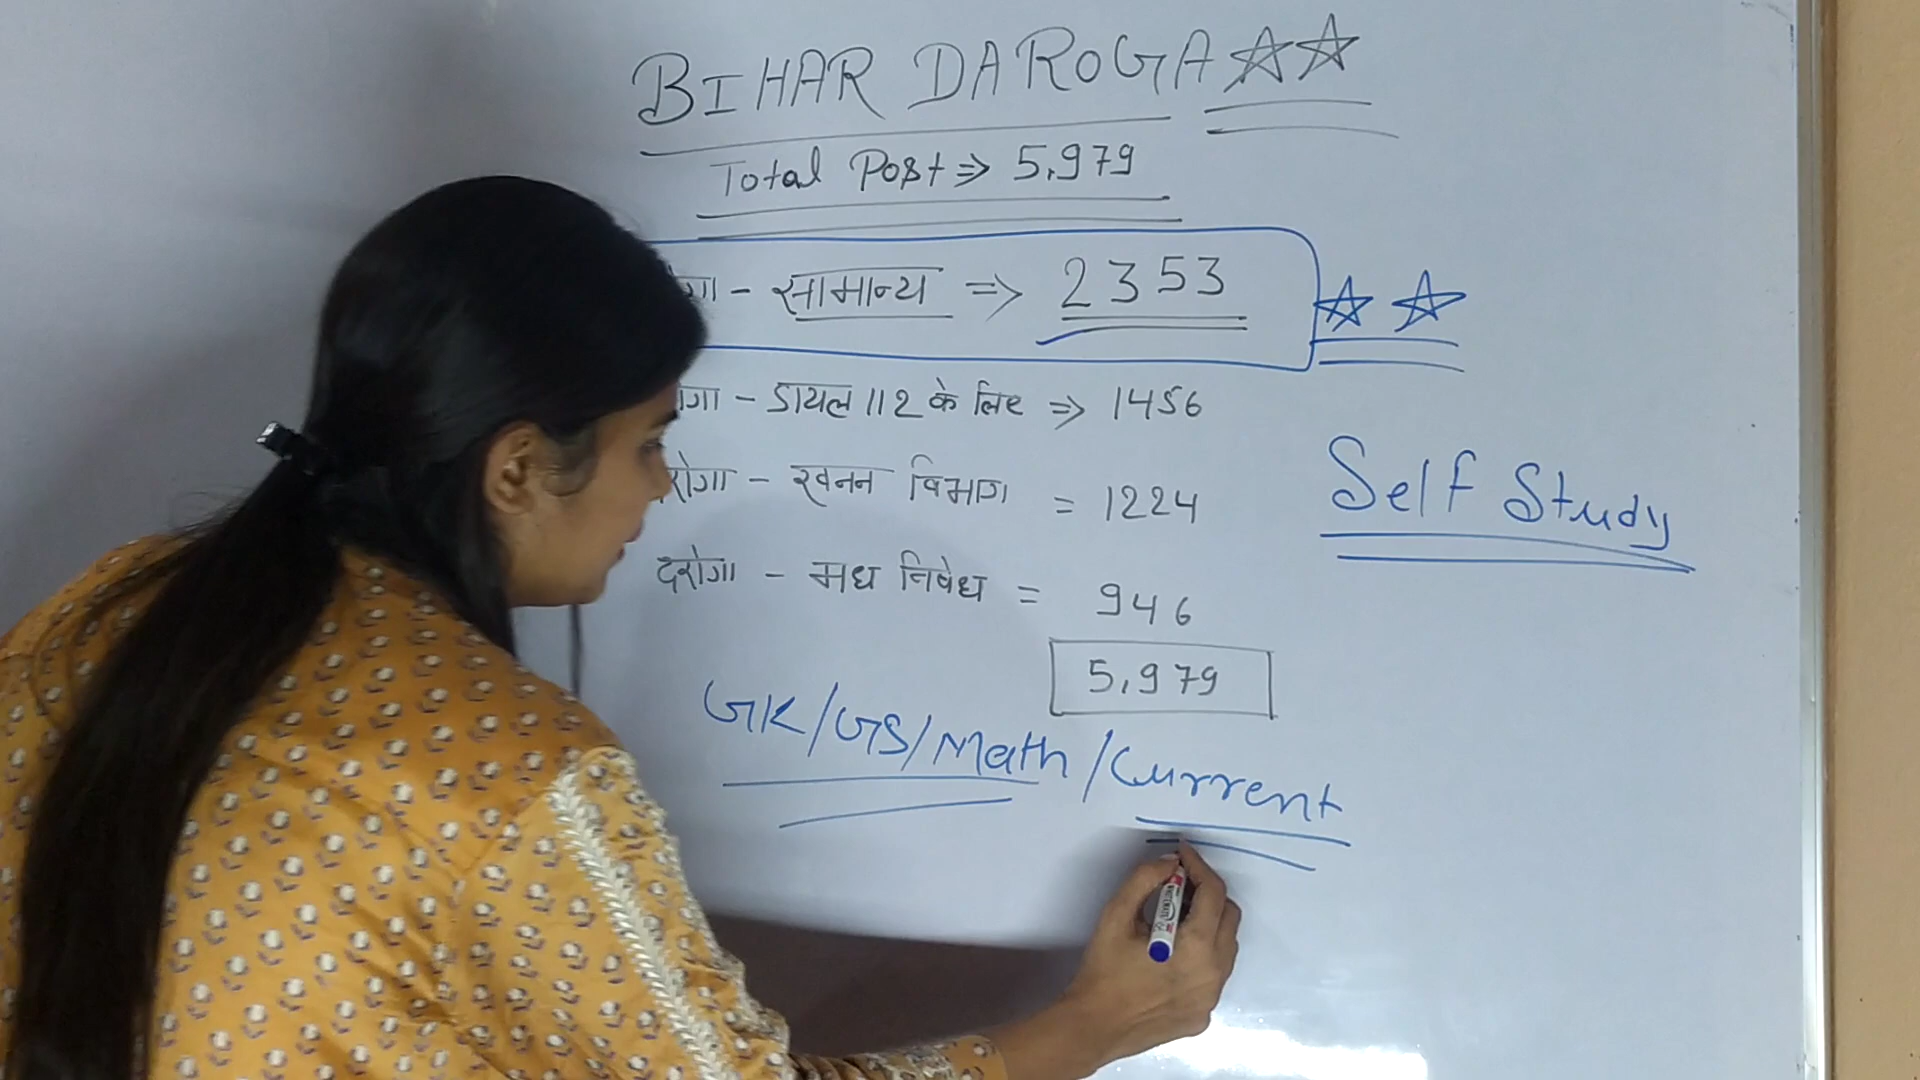 BIHAR DAROGA
Total Post ⇒ 5,979
- सामान्य ⇒ 2353
- डायल 112 के लिए ⇒ 1456
- खनन विभाग = 1224
दरोगा - मध निषेध = 946
5,979
GK/GS/Math/Current
Self Study